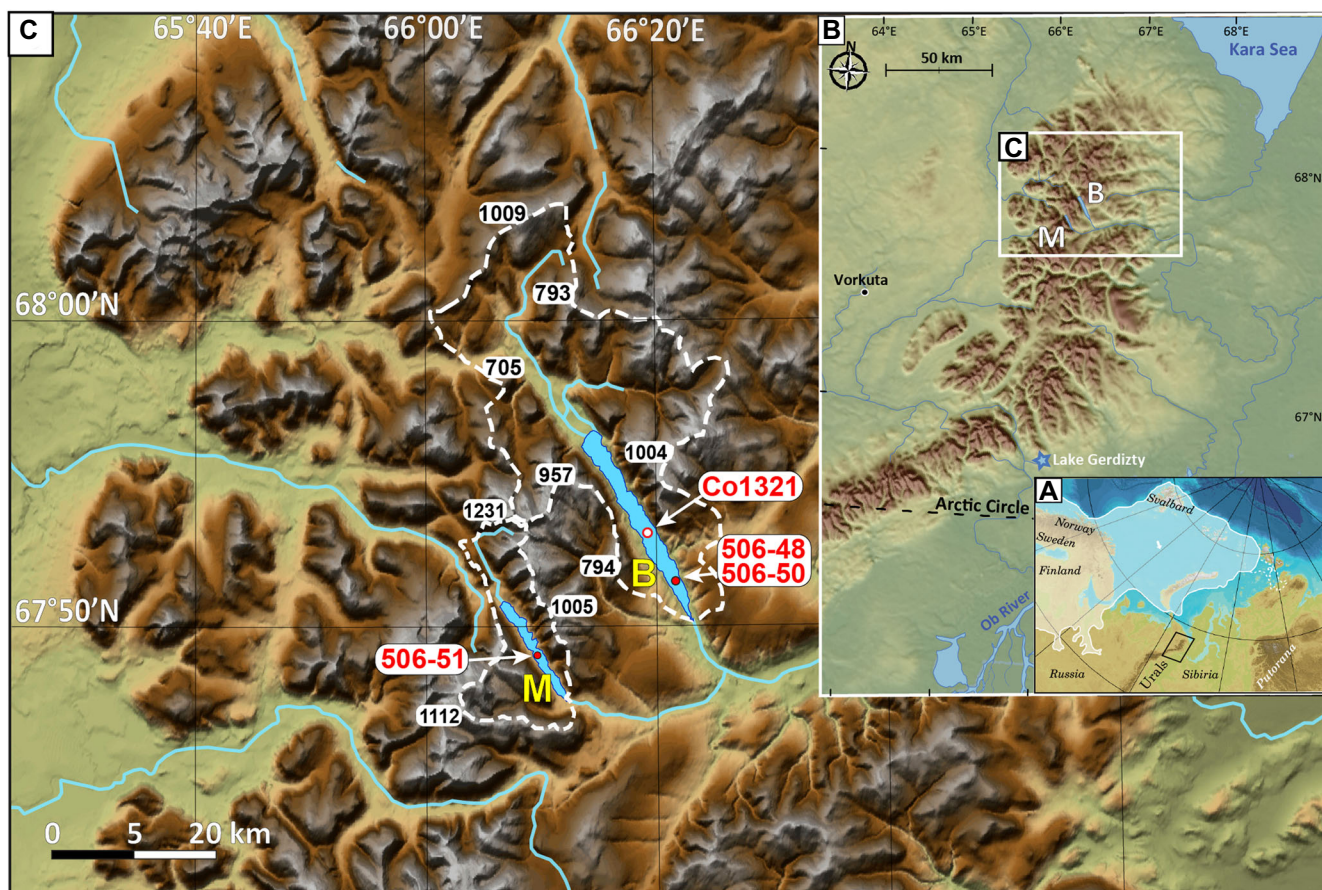 C
65°40'E
66°00'E
66°20'E
1009
68°00'N
793
705
1004
957
Co1321
1231
506-48
506-50
794
B
67°50'N
1005
506-51
M
1112
0 5 20 km
B
64°E
65°E
66°E
67°E
68°E
N
50 km
Kara Sea
C
68°N
B
M
Vorkuta
67°N
Lake Gerdizty
Arctic Circle
Ob River
A
Svalbard
Norway
Sweden
Finland
Russia
Urals
Sibiria
Putorana